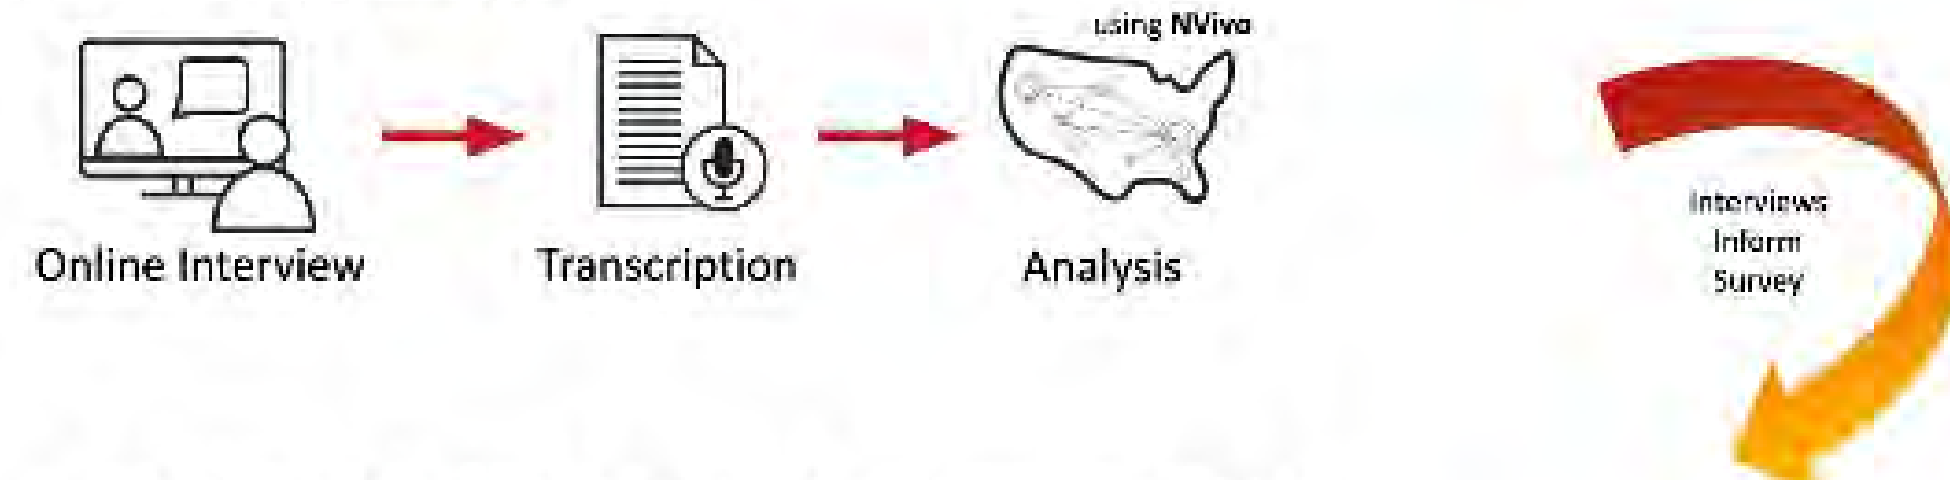 using NVivo
Online Interview
Transcription
Analysis
Interviews
Inform
Survey